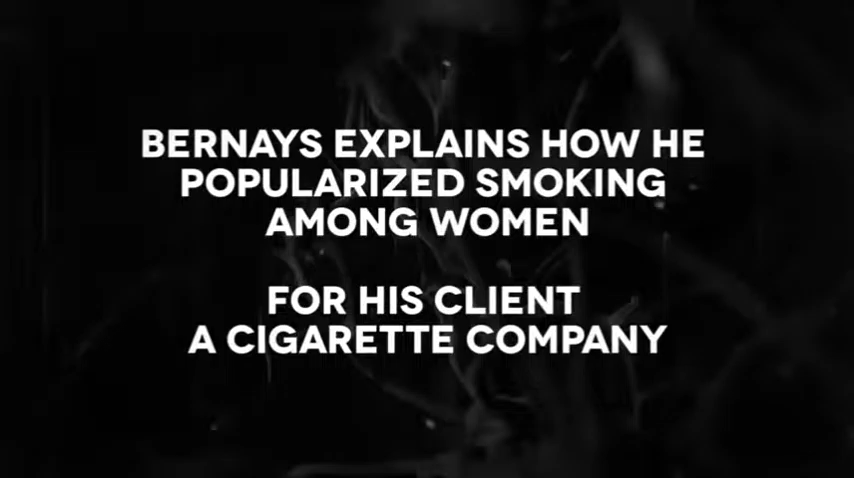 BERNAYS EXPLAINS HOW HE
POPULARIZED SMOKING
AMONG WOMEN
FOR HIS CLIENT
A CIGARETTE COMPANY